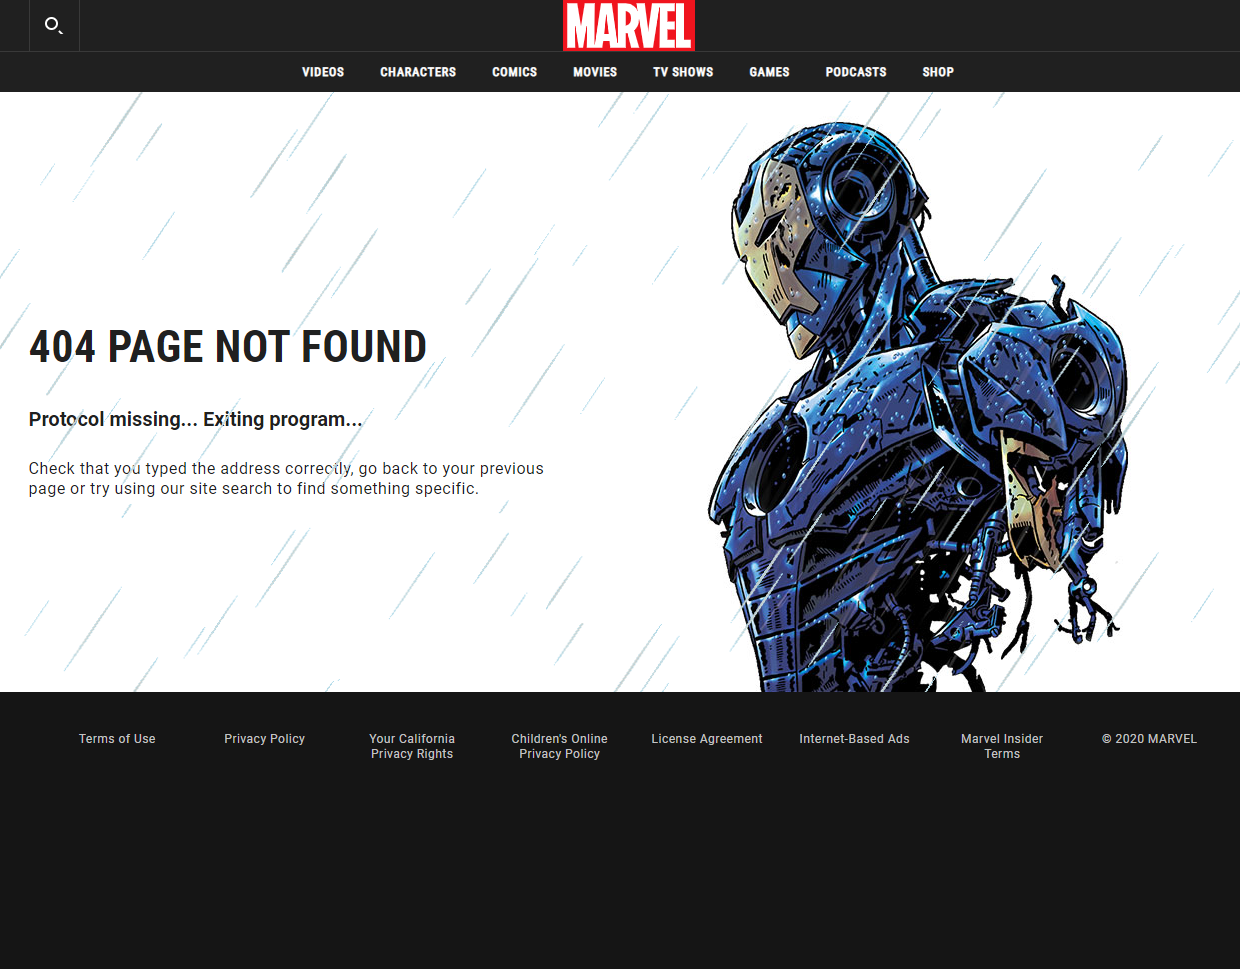 MARVEL
VIDEOS CHARACTERS COMICS MOVIES TV SHOWS GAMES PODCASTS SHOP
404 PAGE NOT FOUND
Protocol missing... Exiting program...
Check that you typed the address correctly, go back to your previous
page or try using our site search to find something specific.
Terms of Use
Privacy Policy
Your California
Privacy Rights
Children's Online
Privacy Policy
License Agreement
Internet-Based Ads
Marvel Insider
Terms
© 2020 MARVEL